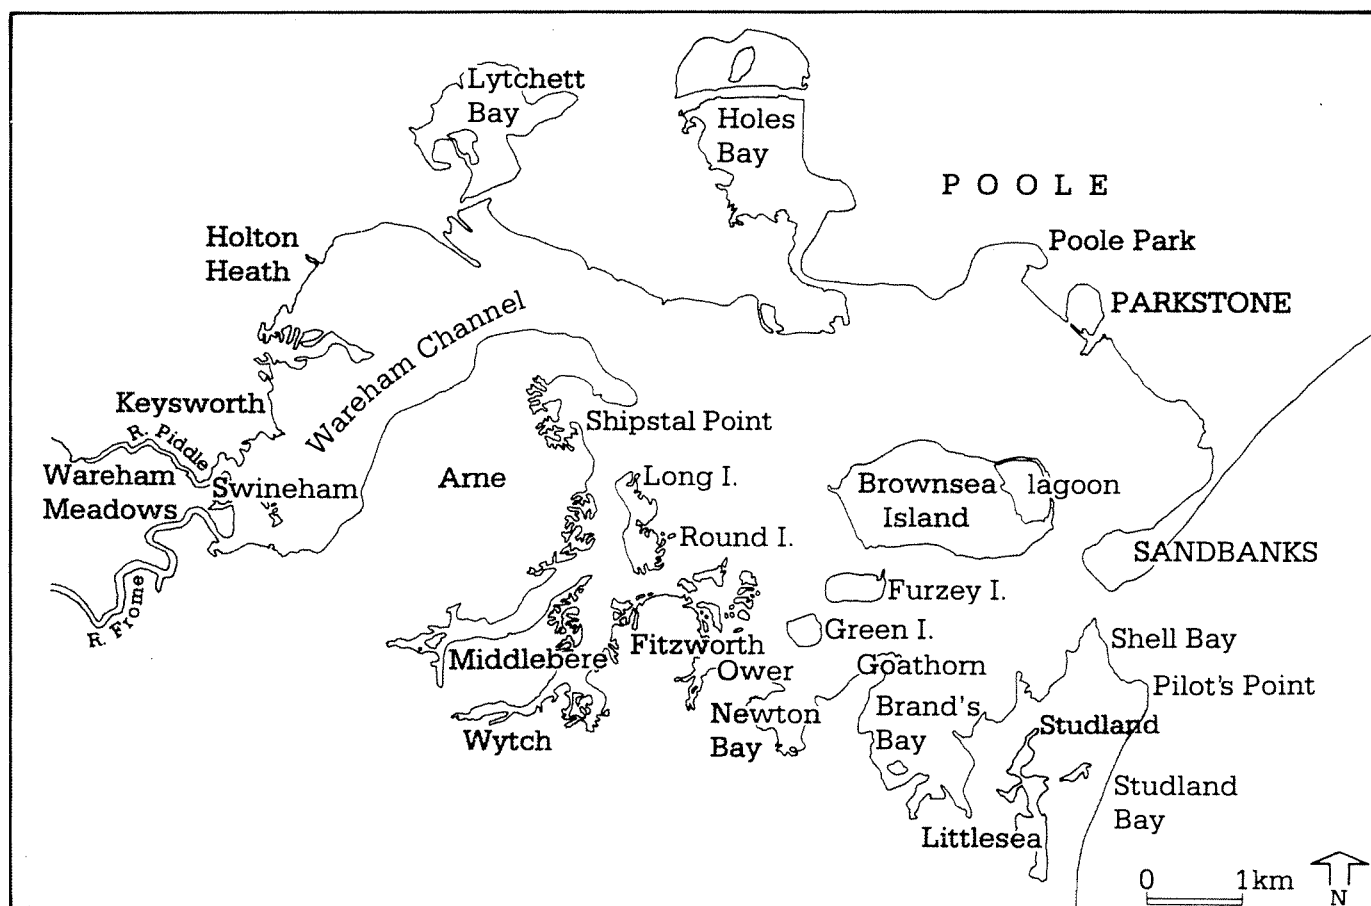 Lytchett
Bay
Holes
Bay
POOLE
Poole Park
Holton
Heath
PARKSTONE
Wareham Channel
Keysworth
R. Piddle
Shipstal Point
Wareham
Meadows
Swineham
Arne
Long I.
Brownsea
Island
lagoon
Round I.
SANDBANKS
Furzey I.
R. Frome
Green I.
Shell Bay
Middlebere
Fitzworth
Goathorn
Ower
Pilot's Point
Newton
Bay
Brand's
Bay
Studland
Wytch
Studland
Bay
Littlesea
0 1km
N